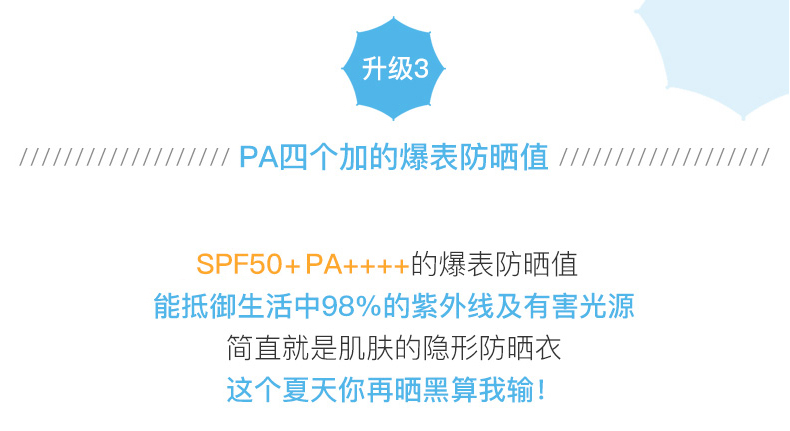 升级3
PA四个加的爆表防晒值
SPF50+PA++++的爆表防晒值
能抵御生活中98%的紫外线及有害光源
简直就是肌肤的隐形防晒衣
这个夏天你再晒黑算我输！